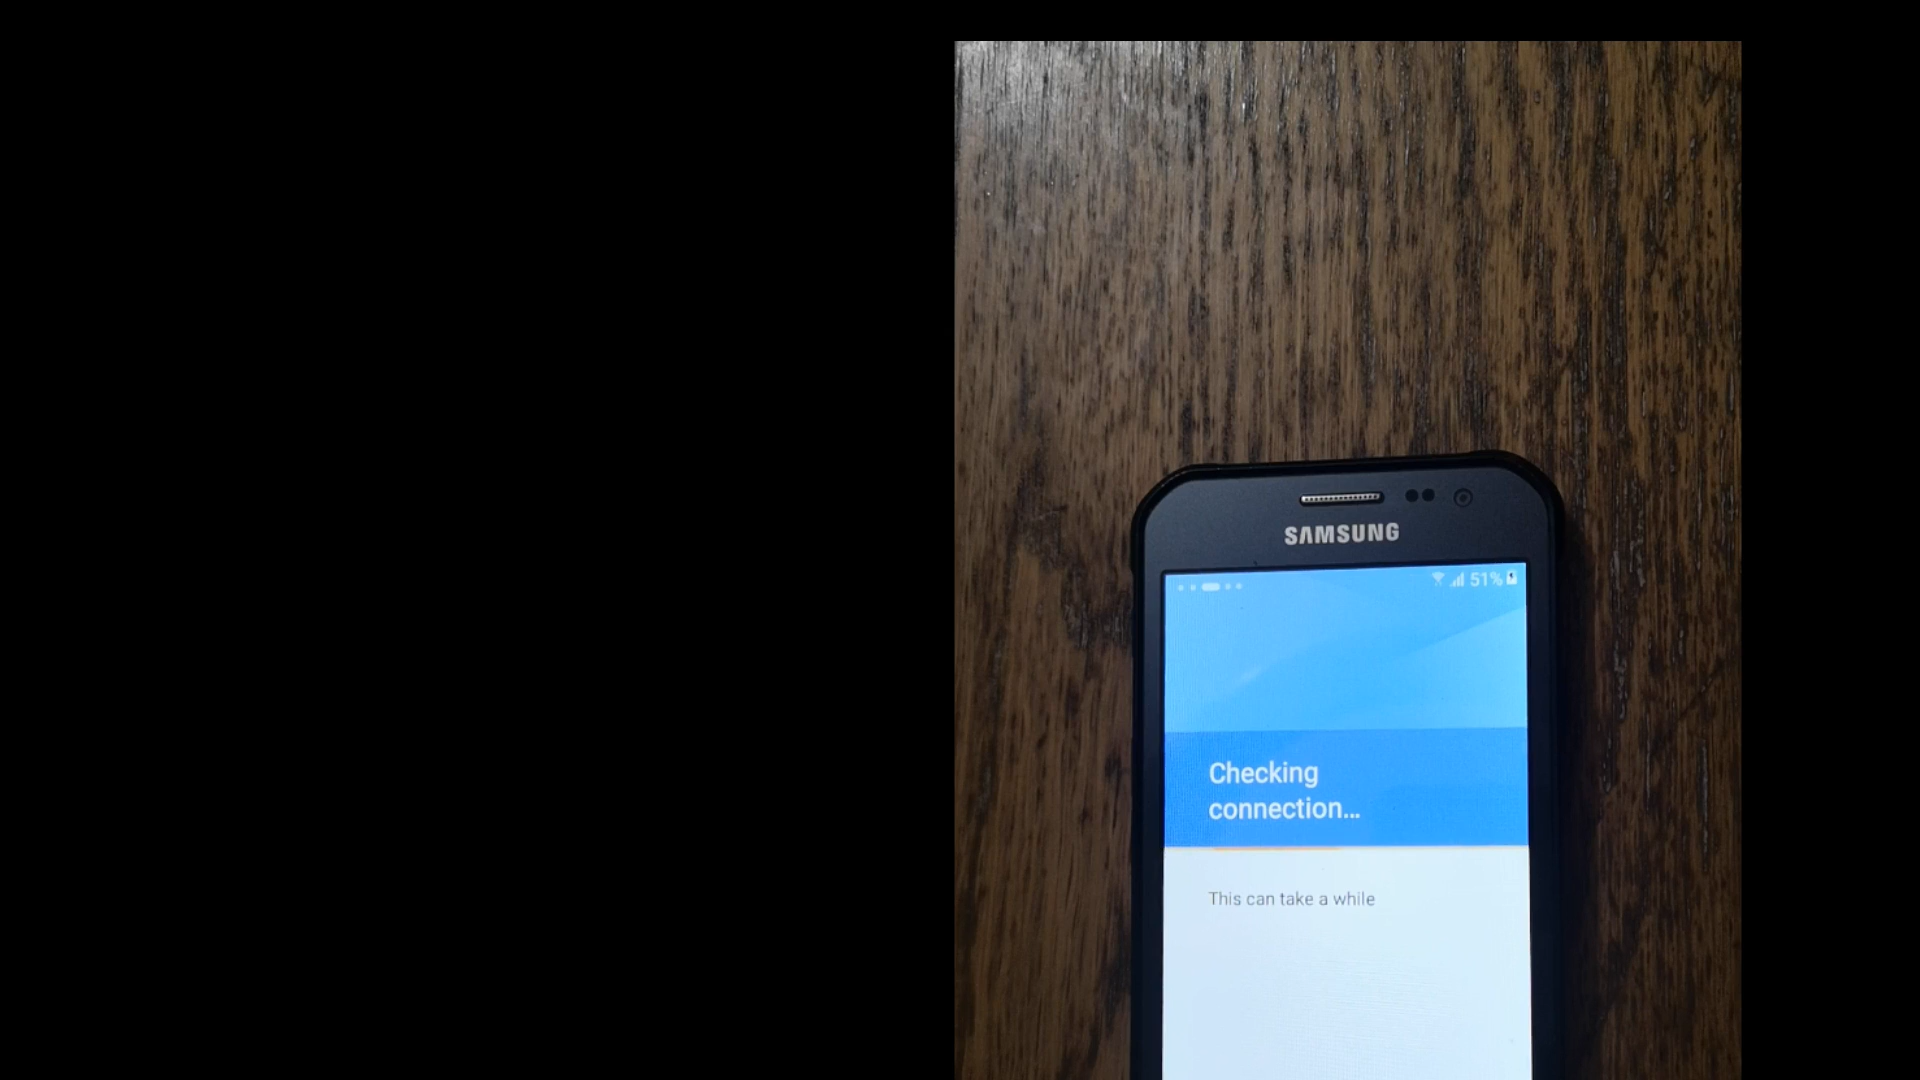 SAMSUNG
51%
Checking
connection...
This can take a while